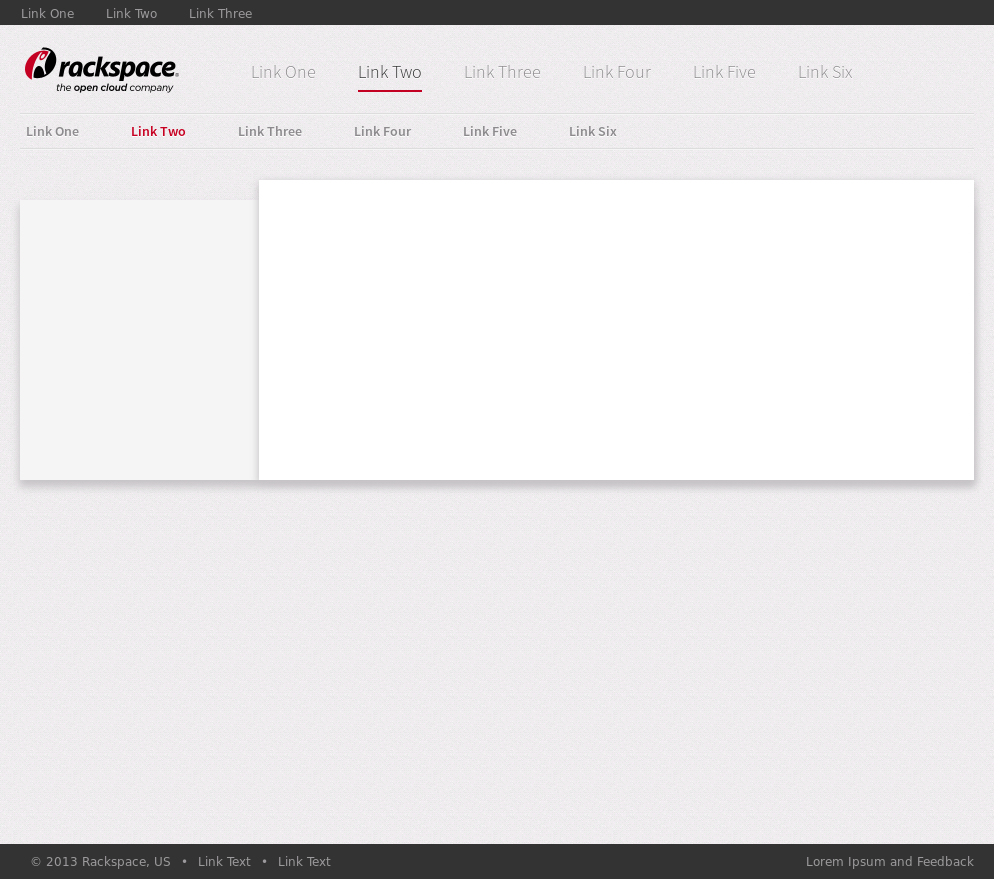 Link One Link Two Link Three
rackspace®
the open cloud company
Link One Link Two Link Three Link Four Link Five Link Six
Link One Link Two Link Three Link Four Link Five Link Six
© 2013 Rackspace, US • Link Text • Link Text Lorem Ipsum and Feedback